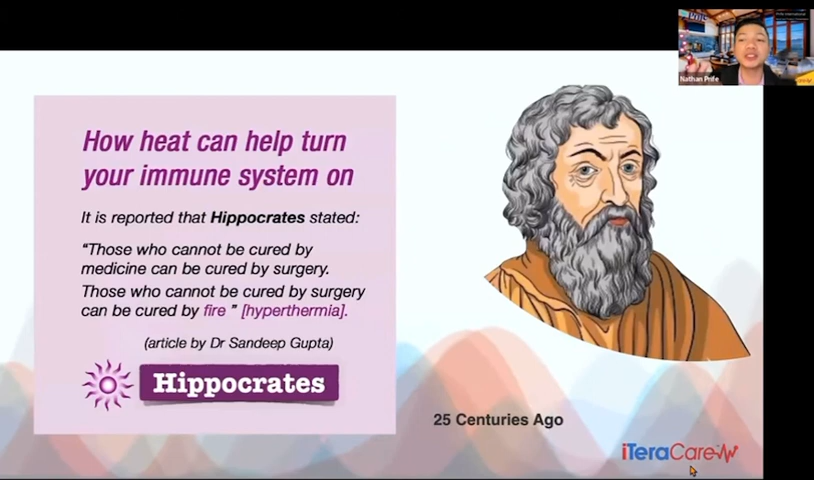 How heat can help turn
your immune system on
It is reported that Hippocrates stated:
“Those who cannot be cured by
medicine can be cured by surgery.
Those who cannot be cured by surgery
can be cured by fire ” [hyperthermia].
(article by Dr Sandeep Gupta)
Hippocrates
25 Centuries Ago
iTeraCare
Nathan Prife